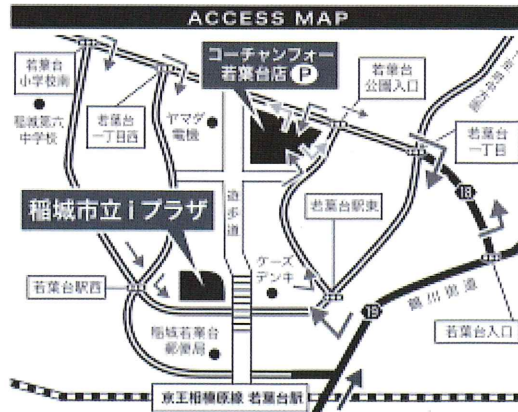 ACCESS MAP
若葉台
小学校南
稲城第六
中学校
若葉台
一丁目西
ヤマダ
電機
コーチャンフォー
若葉台店 P
若葉台
公園入口
若葉台
一丁目
18
遊歩道
稲城市立iプラザ
若葉台駅東
ケーズ
デンキ
若葉台駅西
稲城若葉台
郵便局
19
鶴川街道
若葉台入口
京王相模原線 若葉台駅